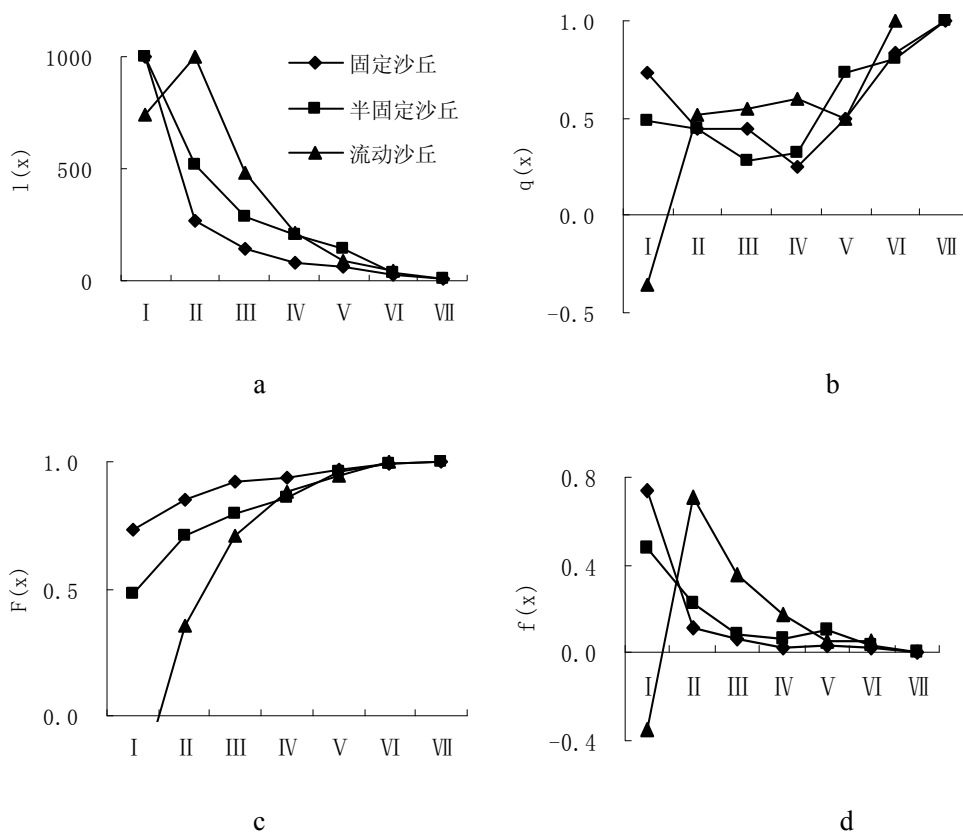 1000
500
0
l(x)
固定沙丘
半固定沙丘
流动沙丘
Ⅰ Ⅱ Ⅲ Ⅳ Ⅴ Ⅵ Ⅶ
a
1.0
0.5
0.0
-0.5
q(x)
Ⅰ Ⅱ Ⅲ Ⅳ Ⅴ Ⅵ Ⅶ
b
1.0
0.5
0.0
F(x)
Ⅰ Ⅱ Ⅲ Ⅳ Ⅴ Ⅵ Ⅶ
c
0.8
0.4
0.0
-0.4
f(x)
Ⅰ Ⅱ Ⅲ Ⅳ Ⅴ Ⅵ Ⅶ
d